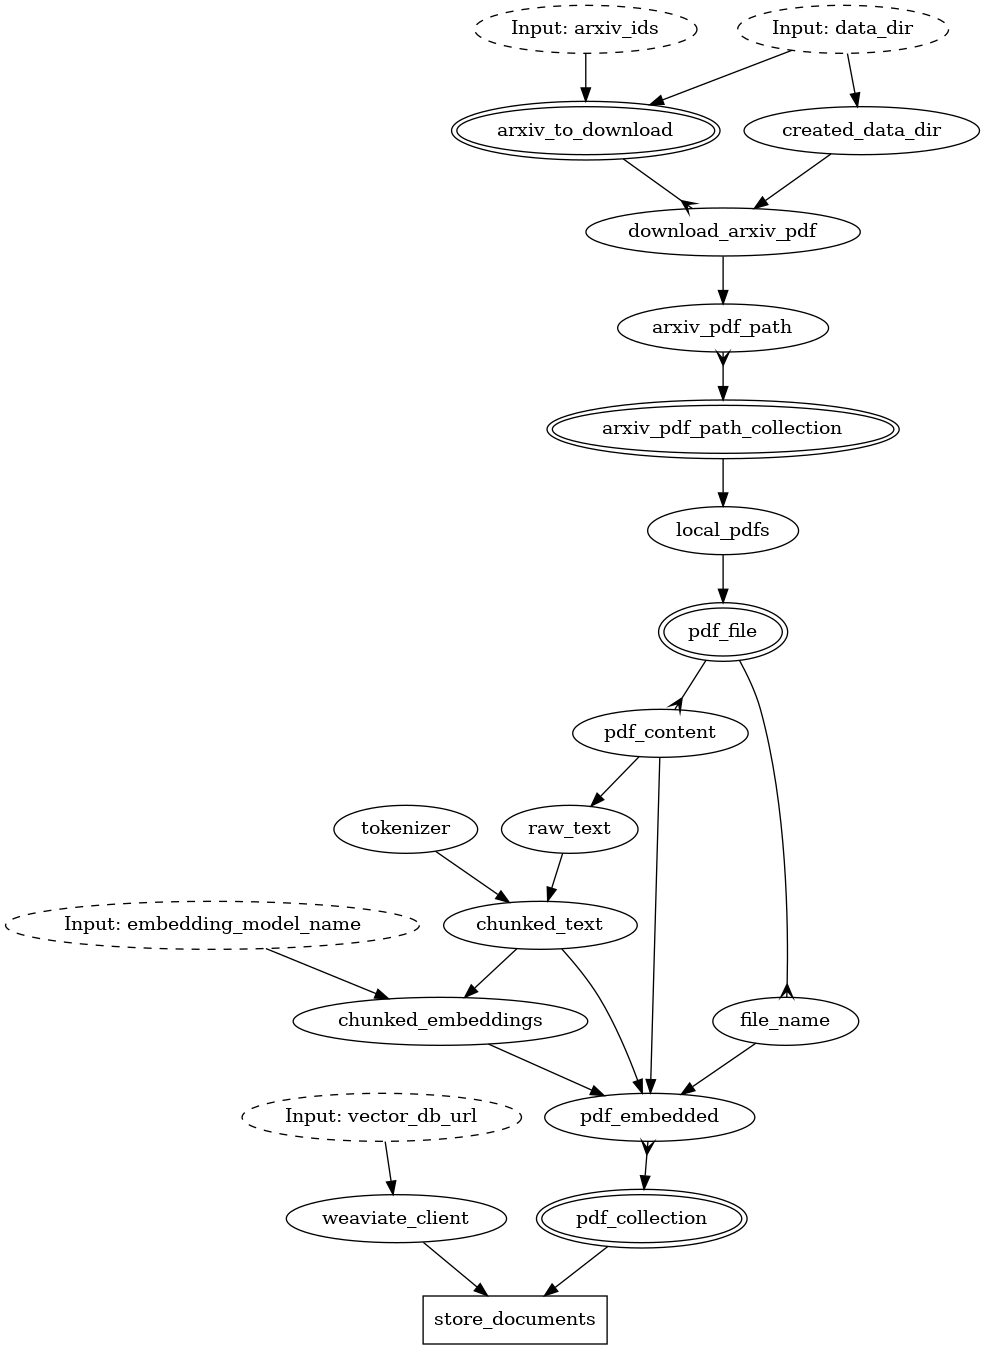 Input: arxiv_ids
Input: data_dir
arxiv_to_download
created_data_dir
download_arxiv_pdf
arxiv_pdf_path
arxiv_pdf_path_collection
local_pdfs
pdf_file
pdf_content
tokenizer
raw_text
Input: embedding_model_name
chunked_text
chunked_embeddings
file_name
Input: vector_db_url
pdf_embedded
weaviate_client
pdf_collection
store_documents